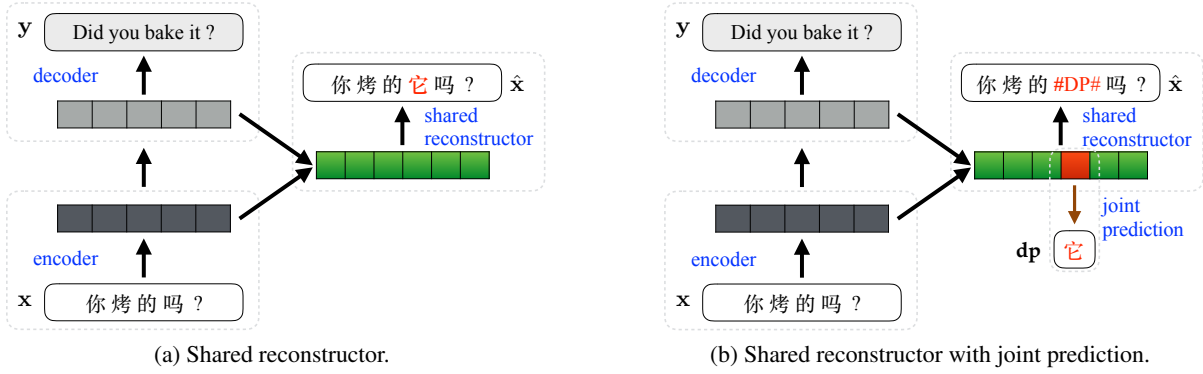 y Did you bake it ?
decoder
你 烤 的 它 吗 ? x̂
shared
reconstructor
encoder
x 你 烤 的 吗 ?
(a) Shared reconstructor.
y Did you bake it ?
decoder
你 烤 的 #DP# 吗 ? x̂
shared
reconstructor
joint
prediction
encoder
dp 它
x 你 烤 的 吗 ?
(b) Shared reconstructor with joint prediction.